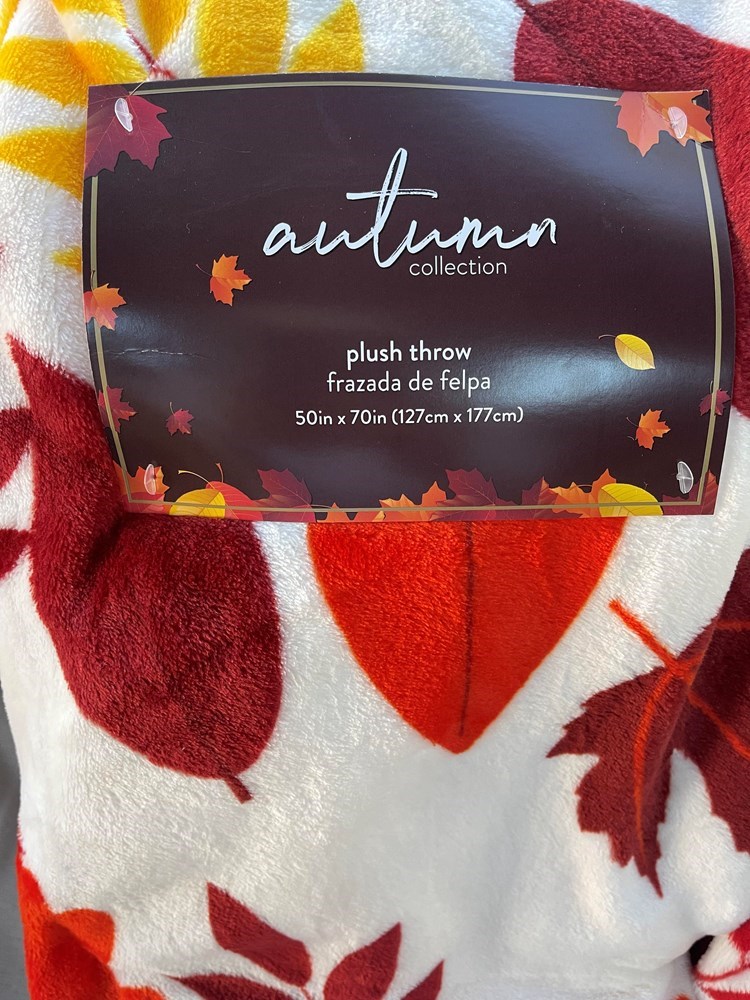 autumn
collection
plush throw
frazada de felpa
50in x 70in (127cm x 177cm)